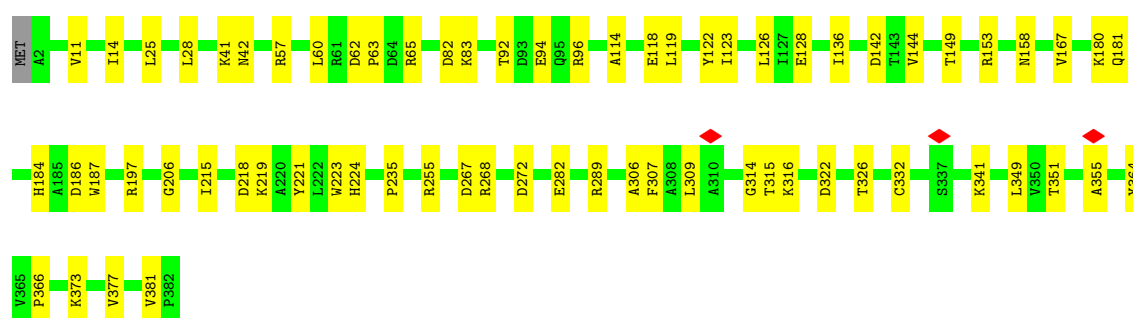 MET A2 V11 I14 L25 L28 K41 N42 R57 L60 R61 D62 P63 D64 R65 D82 K83 T92 D93 E94 Q95 R96 A114 E118 L119 Y122 I123 L126 I127 E128 I136 D142 T143 V144 T149 R153 N158 V167 K180 Q181
H184 A185 D186 W187 R197 G206 I215 D218 K219 A220 Y221 L222 W223 H224 P235 R255 D267 R268 D272 E282 R289 A306 F307 A308 L309 A310 G314 T315 K316 D322 T326 C332 S337 K341 L349 V350 T351 A355
V365 P366 K373 V377 V381 P382